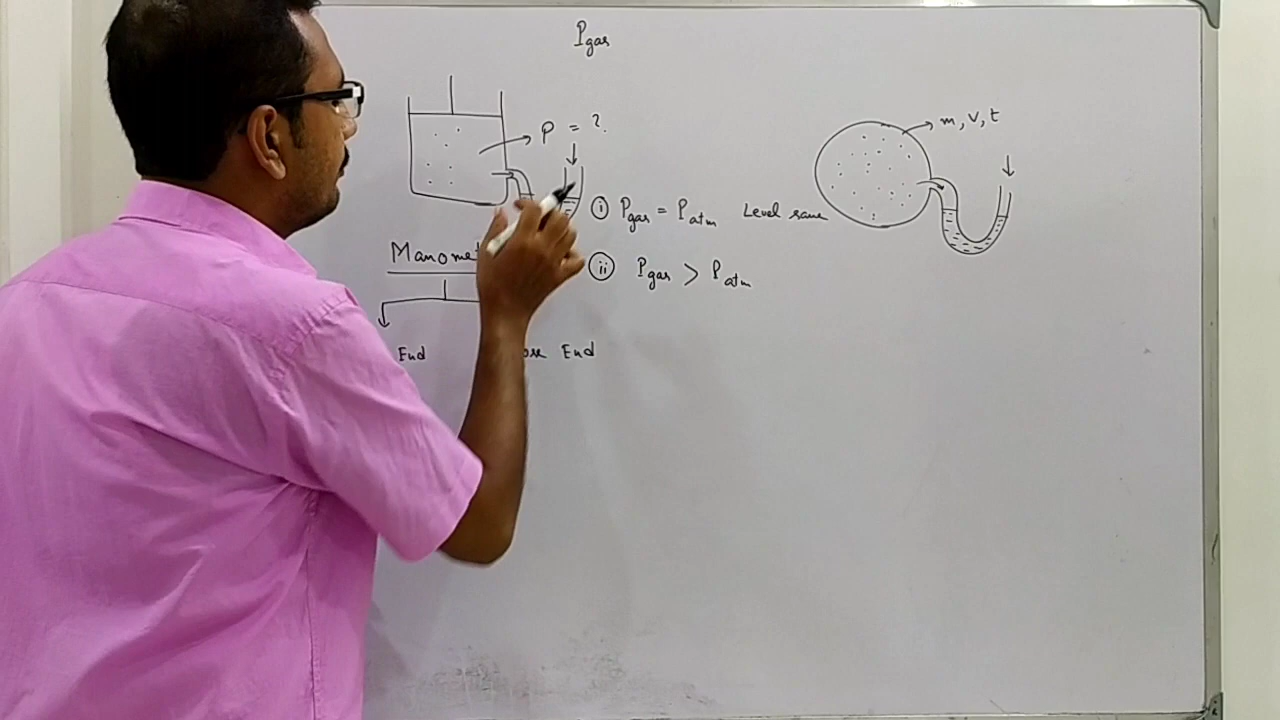 Pgas
P = ?
m, v, t
i Pgas = Patm Level same
ii Pgas > Patm
End
End